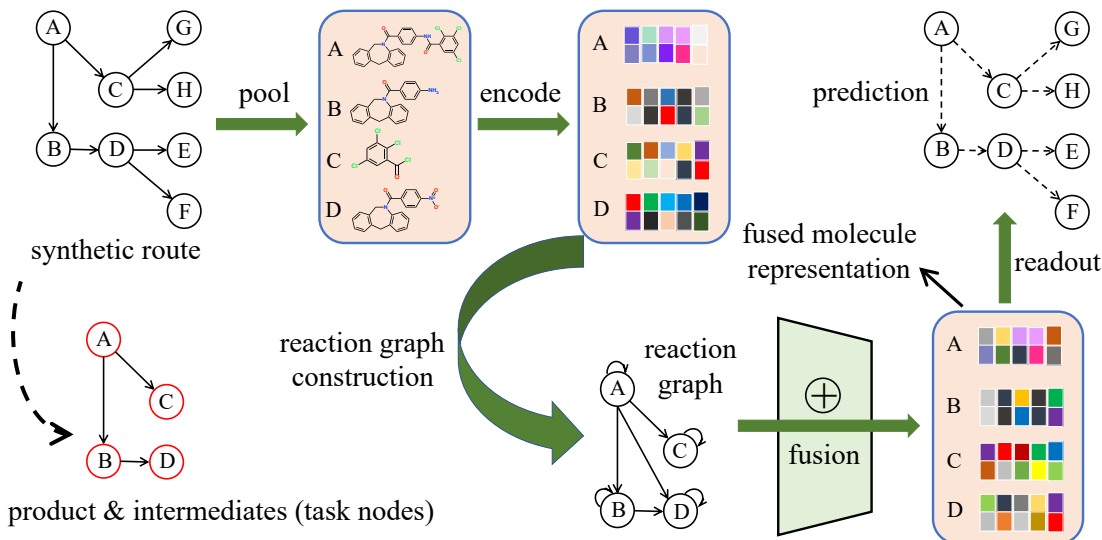 A
G
C
H
B
D
E
F
synthetic route
pool
A
B
C
D
encode
A
B
C
D
prediction
A
G
C
H
B
D
E
F
readout
fused molecule
representation
A
C
B
D
product & intermediates (task nodes)
reaction graph
construction
reaction
graph
A
C
B
D
fusion
A
B
C
D